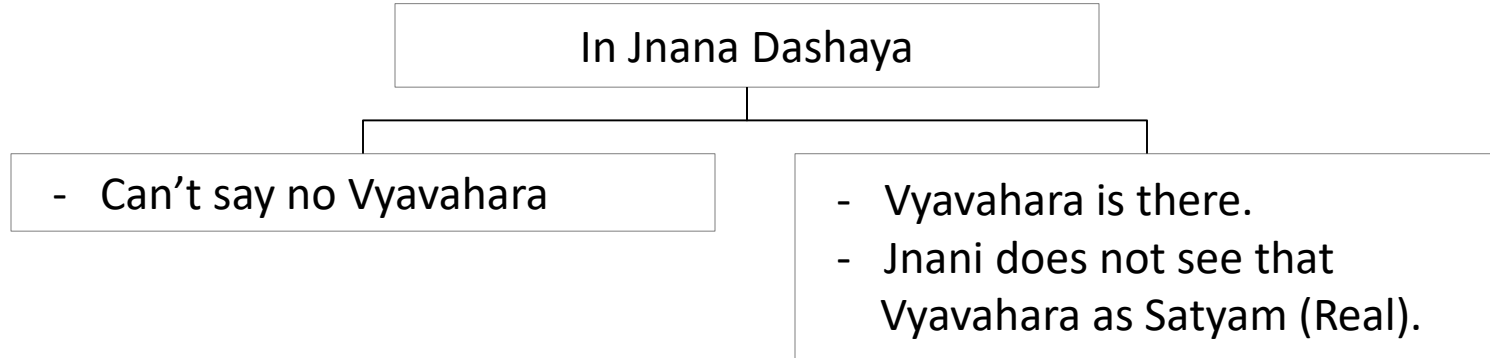 In Jnana Dashaya
- Can’t say no Vyavahara
- Vyavahara is there.
- Jnani does not see that
Vyavahara as Satyam (Real).